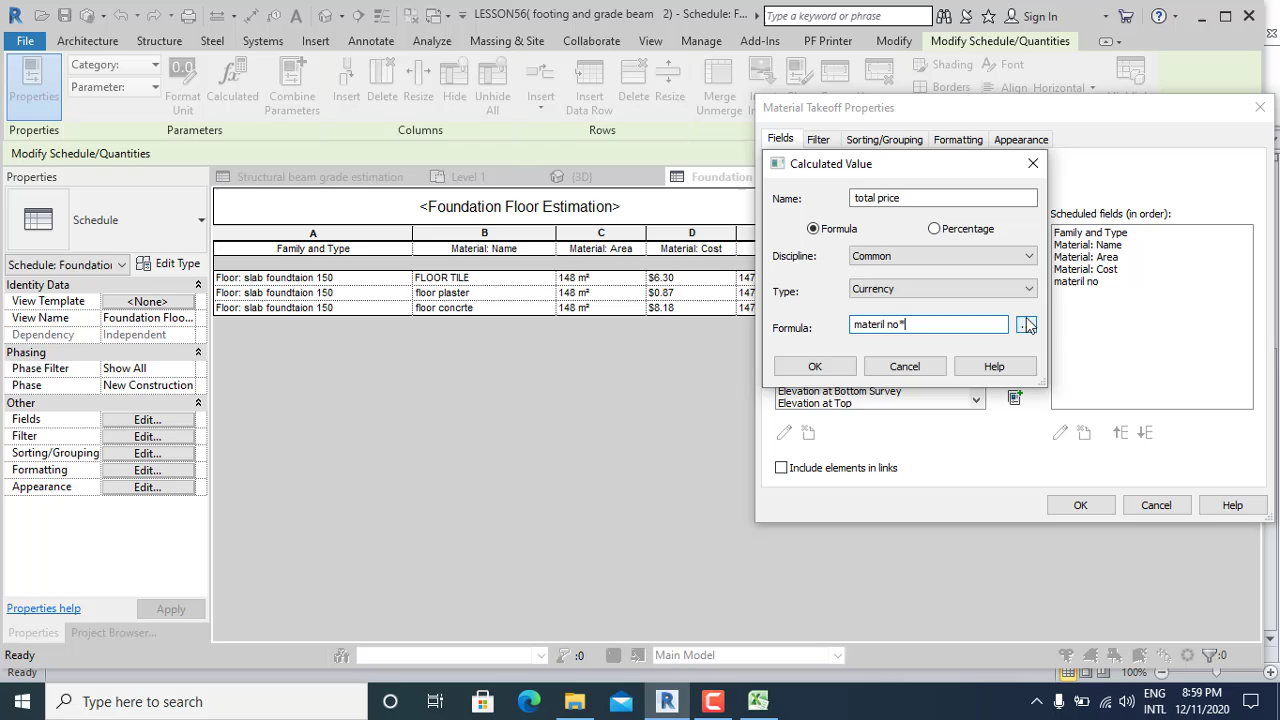 LESSON56( footing and grade beam 2) - Schedule: F...
Type a keyword or phrase
Sign In
File Architecture Structure Steel Systems Insert Annotate Analyze Massing & Site Collaborate View Manage Add-Ins PF Printer Modify Modify Schedule/Quantities
Properties
Category:
Parameter:
Format Unit
Calculated
Combine Parameters
Insert
Delete
Resize
Hide
Unhide All
Insert
Insert Data Row
Delete
Resize
Merge Unmerge
Shading
Borders
Font
Align Horizontal
Properties Parameters Columns Rows
Modify Schedule/Quantities
Properties
Schedule
Schedule: Foundatior
Edit Type
Identity Data
View Template <None>
View Name Foundation Floor...
Dependency Independent
Phasing
Phase Filter Show All
Phase New Construction
Other
Fields Edit...
Filter Edit...
Sorting/Grouping Edit...
Formatting Edit...
Appearance Edit...
Properties help
Apply
Properties Project Browser...
Ready
Structural beam grade estimation Level 1 {3D} Foundation
<Foundation Floor Estimation>
A B C D
Family and Type Material: Name Material: Area Material: Cost
Floor: slab foundtaion 150 FLOOR TILE 148 m² $6.30 147
Floor: slab foundtaion 150 floor plaster 148 m² $0.87 147
Floor: slab foundtaion 150 floor concrte 148 m² $8.18 147
Material Takeoff Properties
Fields Filter Sorting/Grouping Formatting Appearance
Calculated Value
Name: total price
Formula Percentage
Discipline: Common
Type: Currency
Formula: materil no*
...
OK Cancel Help
Scheduled fields (in order):
Family and Type
Material: Name
Material: Area
Material: Cost
materil no
Elevation at Bottom Survey
Elevation at Top
Include elements in links
OK Cancel Help
:0
Main Model
:0
Ready
100%
Type here to search
ENG
INTL
8:59 PM
12/11/2020